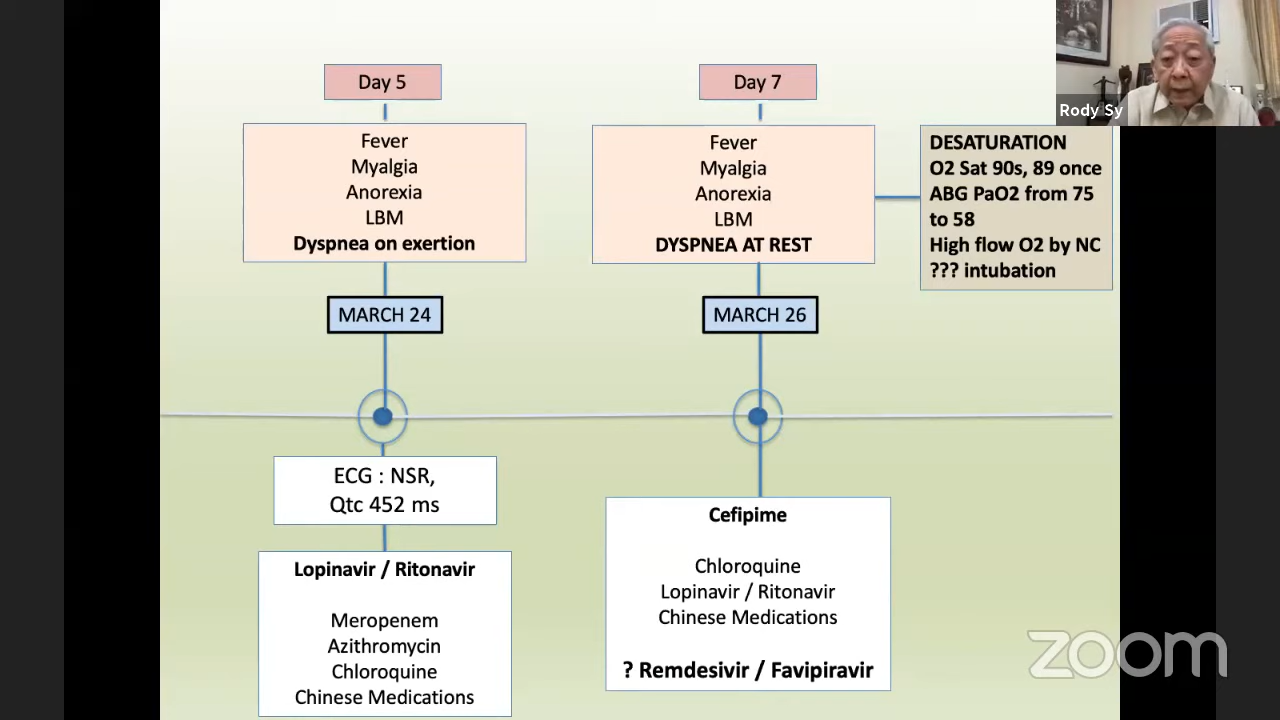 Day 5
Fever
Myalgia
Anorexia
LBM
Dyspnea on exertion
MARCH 24
ECG : NSR,
Qtc 452 ms
Lopinavir / Ritonavir
Meropenem
Azithromycin
Chloroquine
Chinese Medications
Day 7
Fever
Myalgia
Anorexia
LBM
DYSPNEA AT REST
MARCH 26
Cefipime
Chloroquine
Lopinavir / Ritonavir
Chinese Medications
? Remdesivir / Favipiravir
DESATURATION
O2 Sat 90s, 89 once
ABG PaO2 from 75
to 58
High flow O2 by NC
??? intubation
Rody Sy
zoom